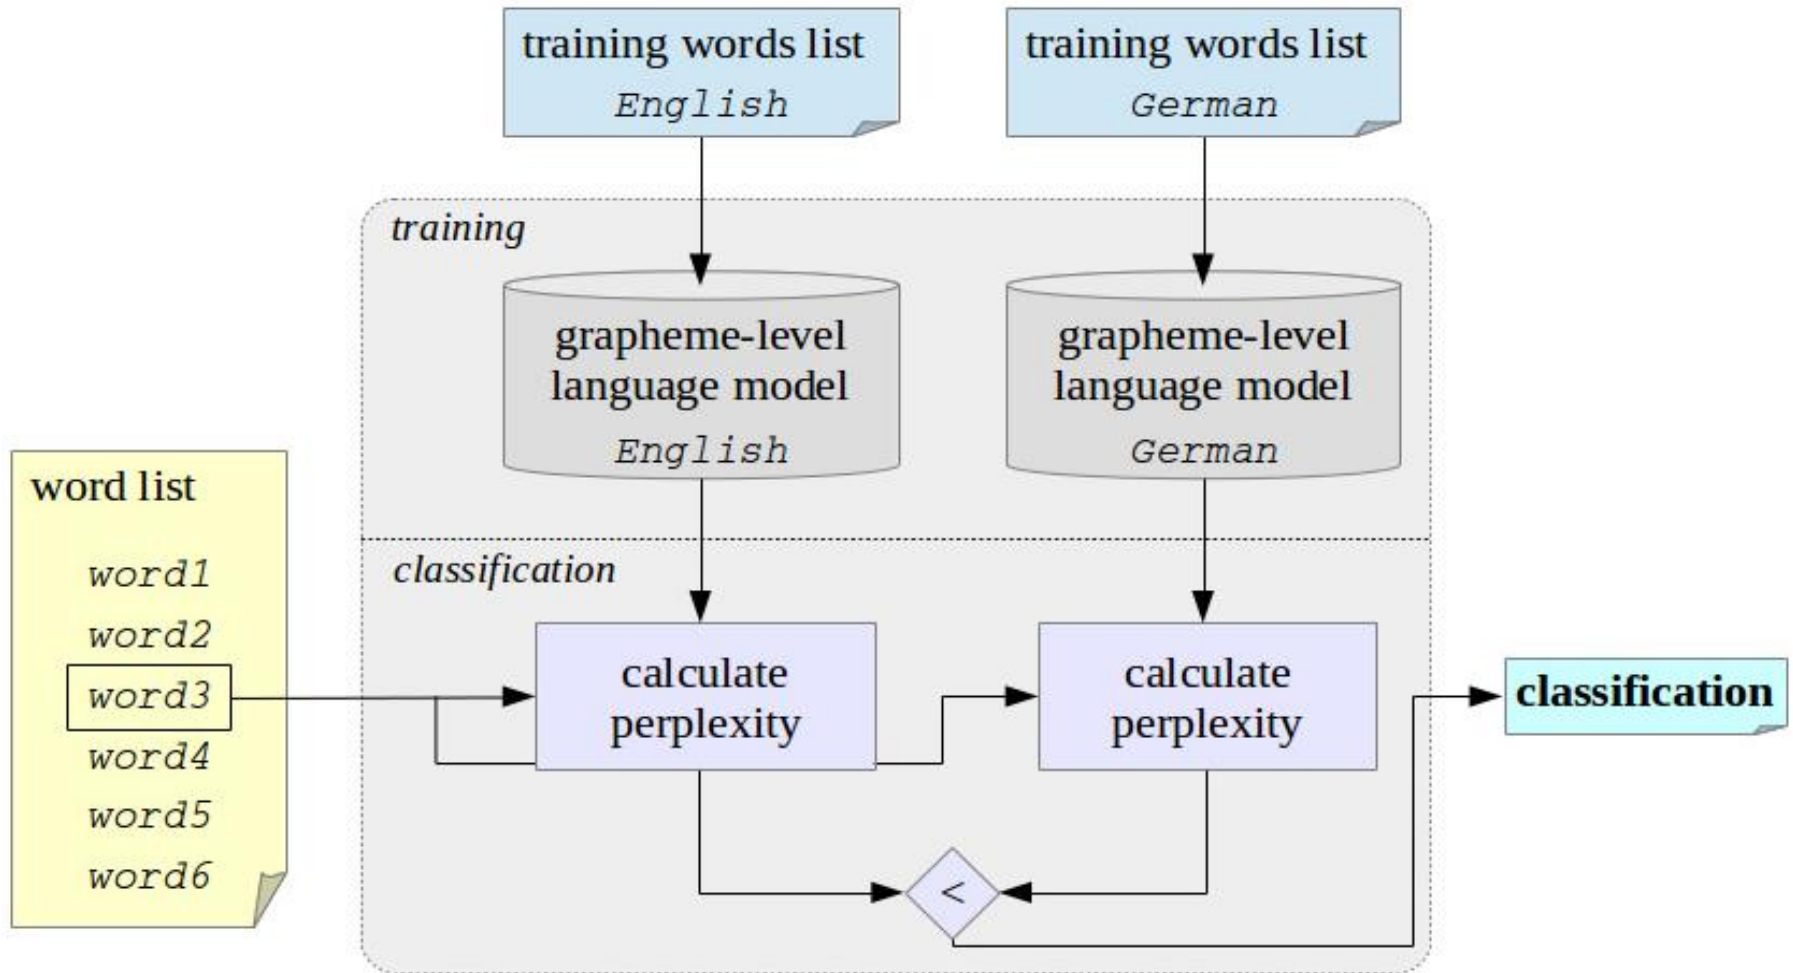 training words list
English
training words list
German
training
grapheme-level
language model
English
grapheme-level
language model
German
word list
word1
word2
word3
word4
word5
word6
classification
calculate
perplexity
calculate
perplexity
<
classification